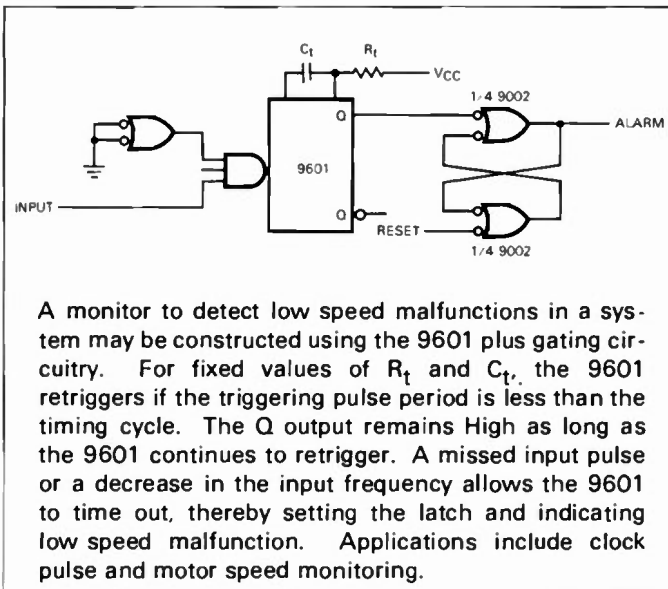 Ct
Rt
VCC
1/4 9002
Q
ALARM
9601
INPUT
Q
RESET
1/4 9002
A monitor to detect low speed malfunctions in a sys-
tem may be constructed using the 9601 plus gating cir-
cuitry. For fixed values of Rt and Ct, the 9601
retriggers if the triggering pulse period is less than the
timing cycle. The Q output remains High as long as
the 9601 continues to retrigger. A missed input pulse
or a decrease in the input frequency allows the 9601
to time out, thereby setting the latch and indicating
low speed malfunction. Applications include clock
pulse and motor speed monitoring.